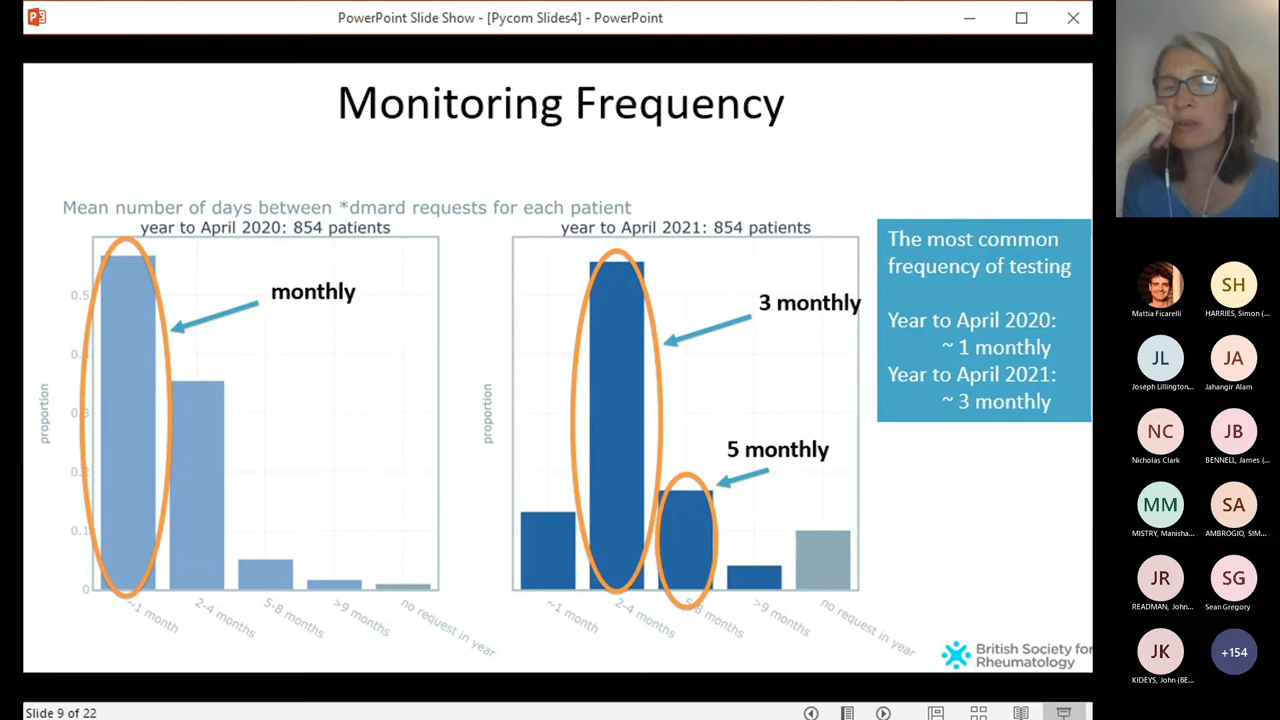 PowerPoint Slide Show - [Pycom Slides4] - PowerPoint
Monitoring Frequency
Mean number of days between *dmard requests for each patient
year to April 2020: 854 patients
year to April 2021: 854 patients
monthly
3 monthly
5 monthly
proportion
0.5
0.4
0.3
0.2
0.1
0
~1 month
2-4 months
5-8 months
>9 months
no request in year
proportion
~1 month
2-4 months
5-8 months
>9 months
no request in year
The most common
frequency of testing
Year to April 2020:
~ 1 monthly
Year to April 2021:
~ 3 monthly
British Society for
Rheumatology
Slide 9 of 22
Mattia Ficarelli
SH
HARRIES, Simon (...
JL
Joseph Lillington...
JA
Jahangir Alam
NC
Nicholas Clark
JB
BENNELL, James (...
MM
MISTRY, Manisha...
SA
AMBROGIO, SIM...
JR
READMAN, John...
SG
Sean Gregory
JK
KIDEYS, John (BE...
+154